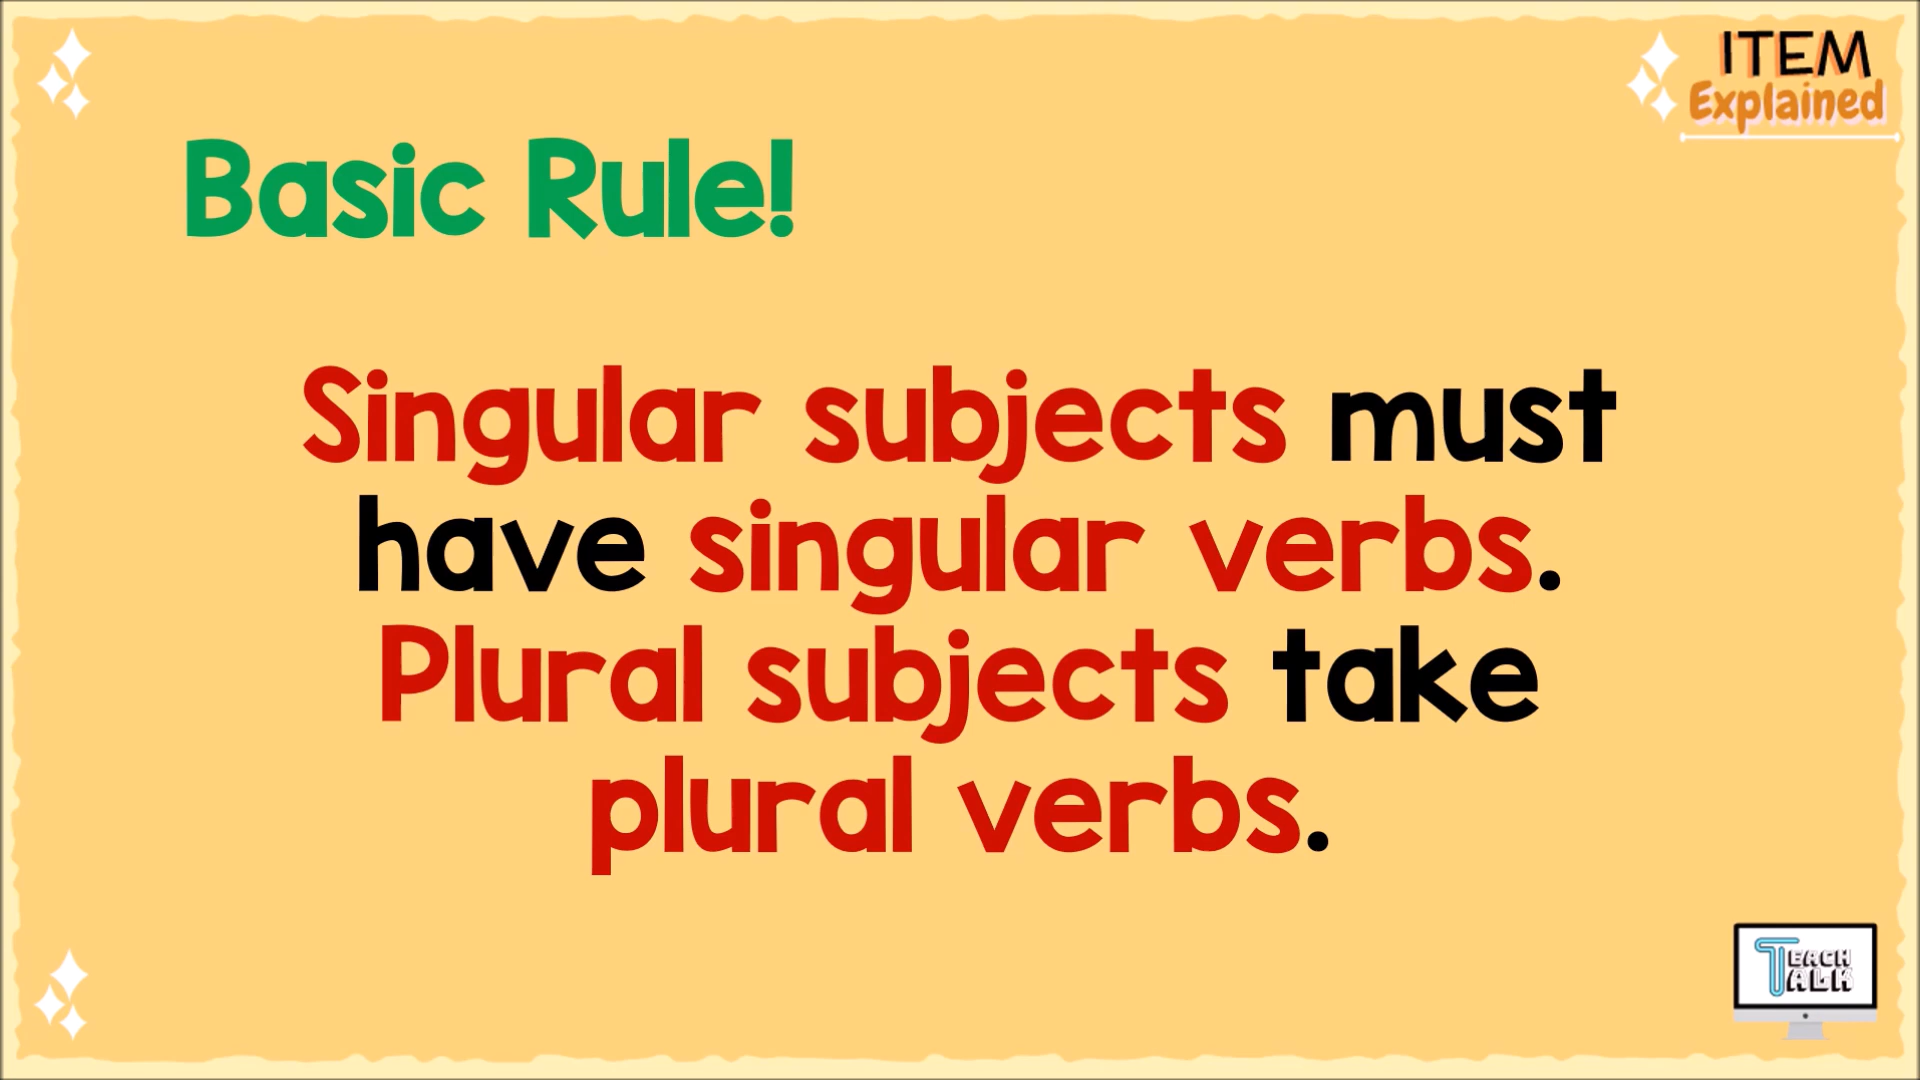 ITEM
Explained
Basic Rule!
Singular subjects must
have singular verbs.
Plural subjects take
plural verbs.
TEACH
TALK